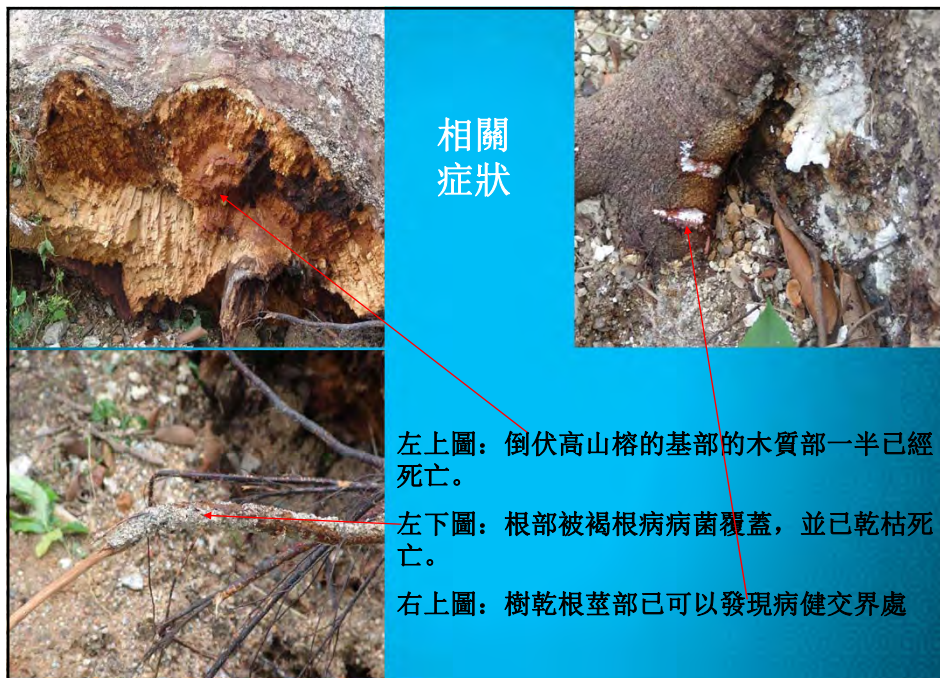 相關
症狀
左上圖：倒伏高山榕的基部的木質部一半已經
死亡。
左下圖：根部被褐根病病菌覆蓋，並已乾枯死
亡。
右上圖：樹乾根莖部已可以發現病健交界處